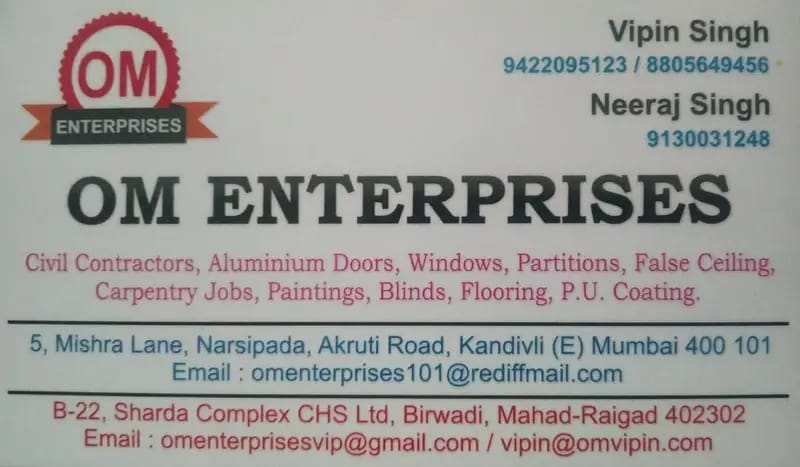 OM
ENTERPRISES
Vipin Singh
9422095123 / 8805649456
Neeraj Singh
9130031248
OM ENTERPRISES
Civil Contractors, Aluminium Doors, Windows, Partitions, False Ceiling,
Carpentry Jobs, Paintings, Blinds, Flooring, P.U. Coating.
5, Mishra Lane, Narsipada, Akruti Road, Kandivli (E) Mumbai 400 101
Email : omenterprises101@rediffmail.com
B-22, Sharda Complex CHS Ltd, Birwadi, Mahad-Raigad 402302
Email : omenterprisesvip@gmail.com / vipin@omvipin.com